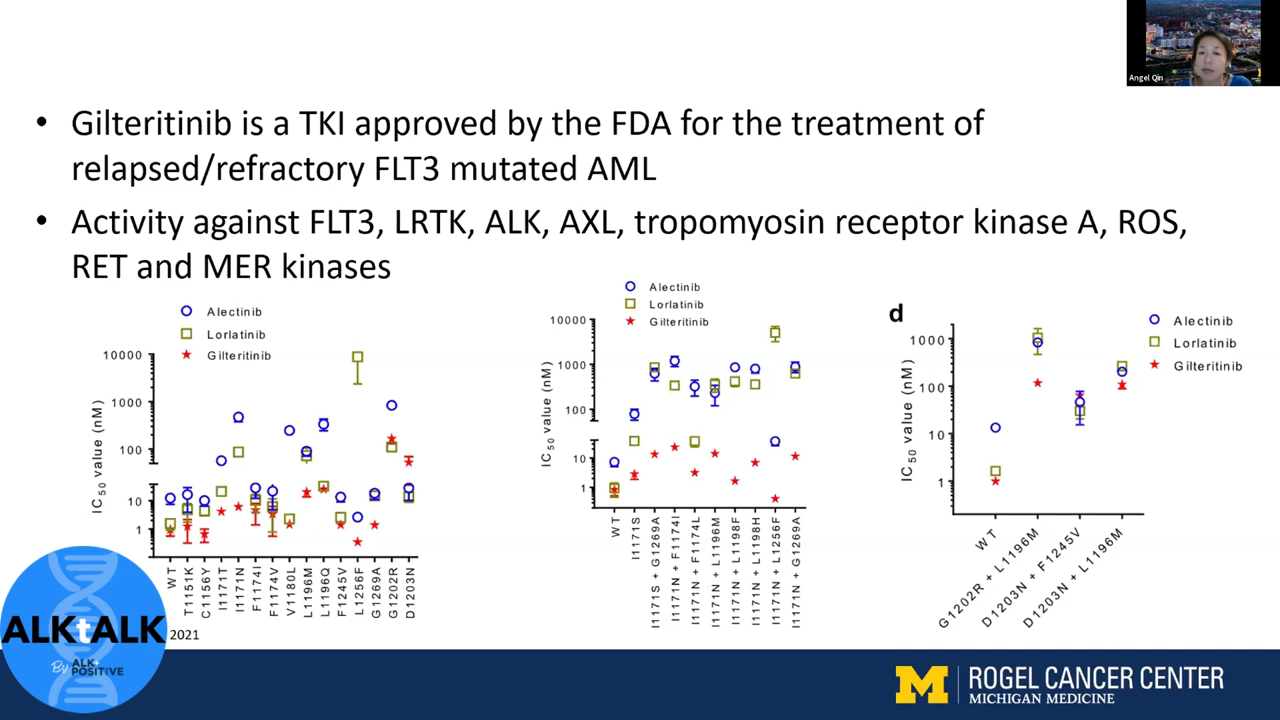 Angel Qin
• Gilteritinib is a TKI approved by the FDA for the treatment of
relapsed/refractory FLT3 mutated AML
• Activity against FLT3, LRTK, ALK, AXL, tropomyosin receptor kinase A, ROS,
RET and MER kinases
Alectinib
Lorlatinib
Gilteritinib
IC50 value (nM)
10000
1000
100
10
1
WT
T1151K
C1156Y
I1171T
I1171N
F1174I
F1174V
V1180L
L1196M
L1196Q
F1245V
L1256F
G1269A
G1202R
D1203N
Alectinib
Lorlatinib
Gilteritinib
IC50 value (nM)
10000
1000
100
10
1
WT
I1171S
I1171S + G1269A
I1171N + F1174I
I1171N + F1174L
I1171N + L1196M
I1171N + L1198F
I1171N + L1198H
I1171N + L1256F
I1171N + G1269A
d
Alectinib
Lorlatinib
Gilteritinib
IC50 value (nM)
1000
100
10
1
WT
G1202R + L1196M
D1203N + F1245V
D1203N + L1196M
2021
ALKtALK
By ALK+
POSITIVE
M
ROGEL CANCER CENTER
MICHIGAN MEDICINE